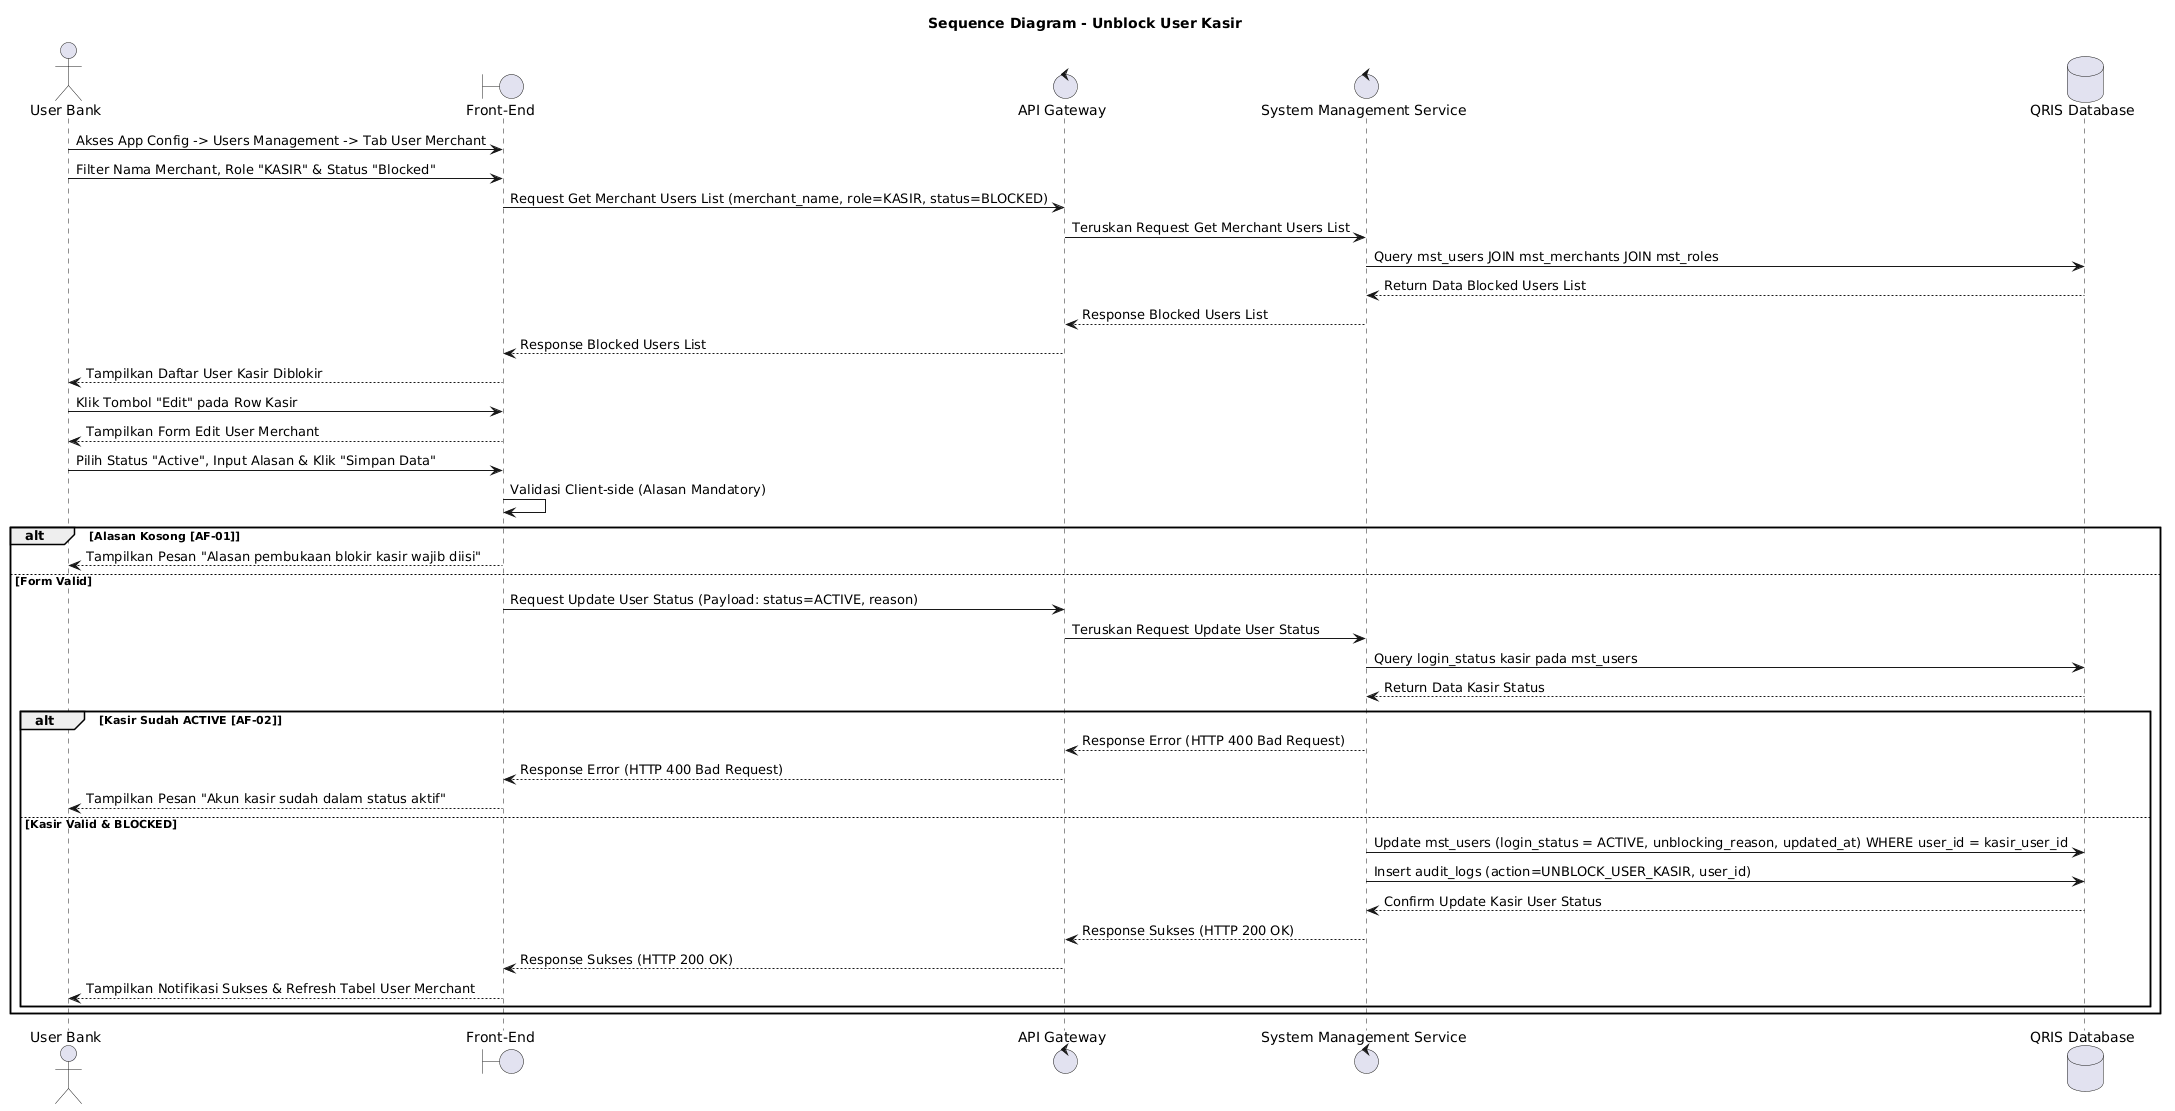 Sequence Diagram - Unblock User Kasir
User Bank
Front-End
API Gateway
System Management Service
QRIS Database
Akses App Config -> Users Management -> Tab User Merchant
Filter Nama Merchant, Role "KASIR" & Status "Blocked"
Request Get Merchant Users List (merchant_name, role=KASIR, status=BLOCKED)
Teruskan Request Get Merchant Users List
Query mst_users JOIN mst_merchants JOIN mst_roles
Return Data Blocked Users List
Response Blocked Users List
Response Blocked Users List
Tampilkan Daftar User Kasir Diblokir
Klik Tombol "Edit" pada Row Kasir
Tampilkan Form Edit User Merchant
Pilih Status "Active", Input Alasan & Klik "Simpan Data"
Validasi Client-side (Alasan Mandatory)
alt [Alasan Kosong [AF-01]]
Tampilkan Pesan "Alasan pembukaan blokir kasir wajib diisi"
[Form Valid]
Request Update User Status (Payload: status=ACTIVE, reason)
Teruskan Request Update User Status
Query login_status kasir pada mst_users
Return Data Kasir Status
alt [Kasir Sudah ACTIVE [AF-02]]
Response Error (HTTP 400 Bad Request)
Response Error (HTTP 400 Bad Request)
Tampilkan Pesan "Akun kasir sudah dalam status aktif"
[Kasir Valid & BLOCKED]
Update mst_users (login_status = ACTIVE, unblocking_reason, updated_at) WHERE user_id = kasir_user_id
Insert audit_logs (action=UNBLOCK_USER_KASIR, user_id)
Confirm Update Kasir User Status
Response Sukses (HTTP 200 OK)
Response Sukses (HTTP 200 OK)
Tampilkan Notifikasi Sukses & Refresh Tabel User Merchant
User Bank
Front-End
API Gateway
System Management Service
QRIS Database